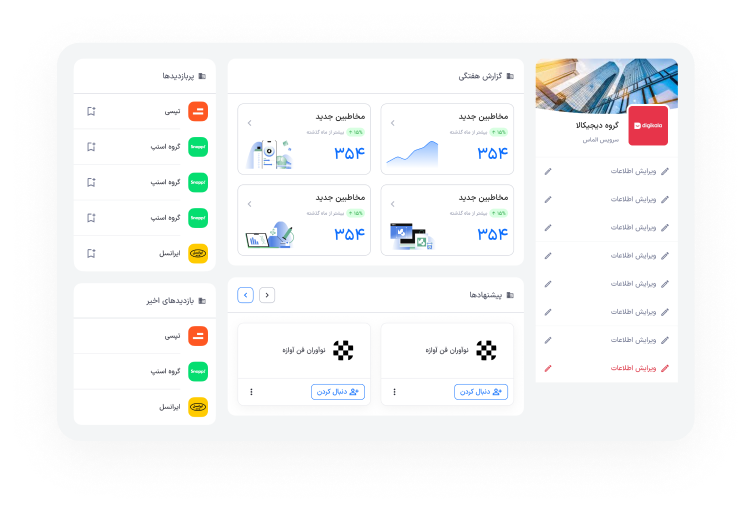 digikala
گروه دیجیکالا
سرویس الماس
ویرایش اطلاعات
ویرایش اطلاعات
ویرایش اطلاعات
ویرایش اطلاعات
ویرایش اطلاعات
ویرایش اطلاعات
ویرایش اطلاعات
ویرایش اطلاعات
گزارش هفتگی
مخاطبین جدید
۱۵% بیشتر از ماه گذشته
۳۵۴
مخاطبین جدید
۱۵% بیشتر از ماه گذشته
۳۵۴
مخاطبین جدید
۱۵% بیشتر از ماه گذشته
۳۵۴
مخاطبین جدید
۱۵% بیشتر از ماه گذشته
۳۵۴
پیشنهادها
نوآوران فن آوازه
دنبال کردن
نوآوران فن آوازه
دنبال کردن
پربازدیدها
تپسی
Snapp!
گروه اسنپ
Snapp!
گروه اسنپ
Snapp!
گروه اسنپ
ایرانسل
بازدیدهای اخیر
تپسی
Snapp!
گروه اسنپ
ایرانسل